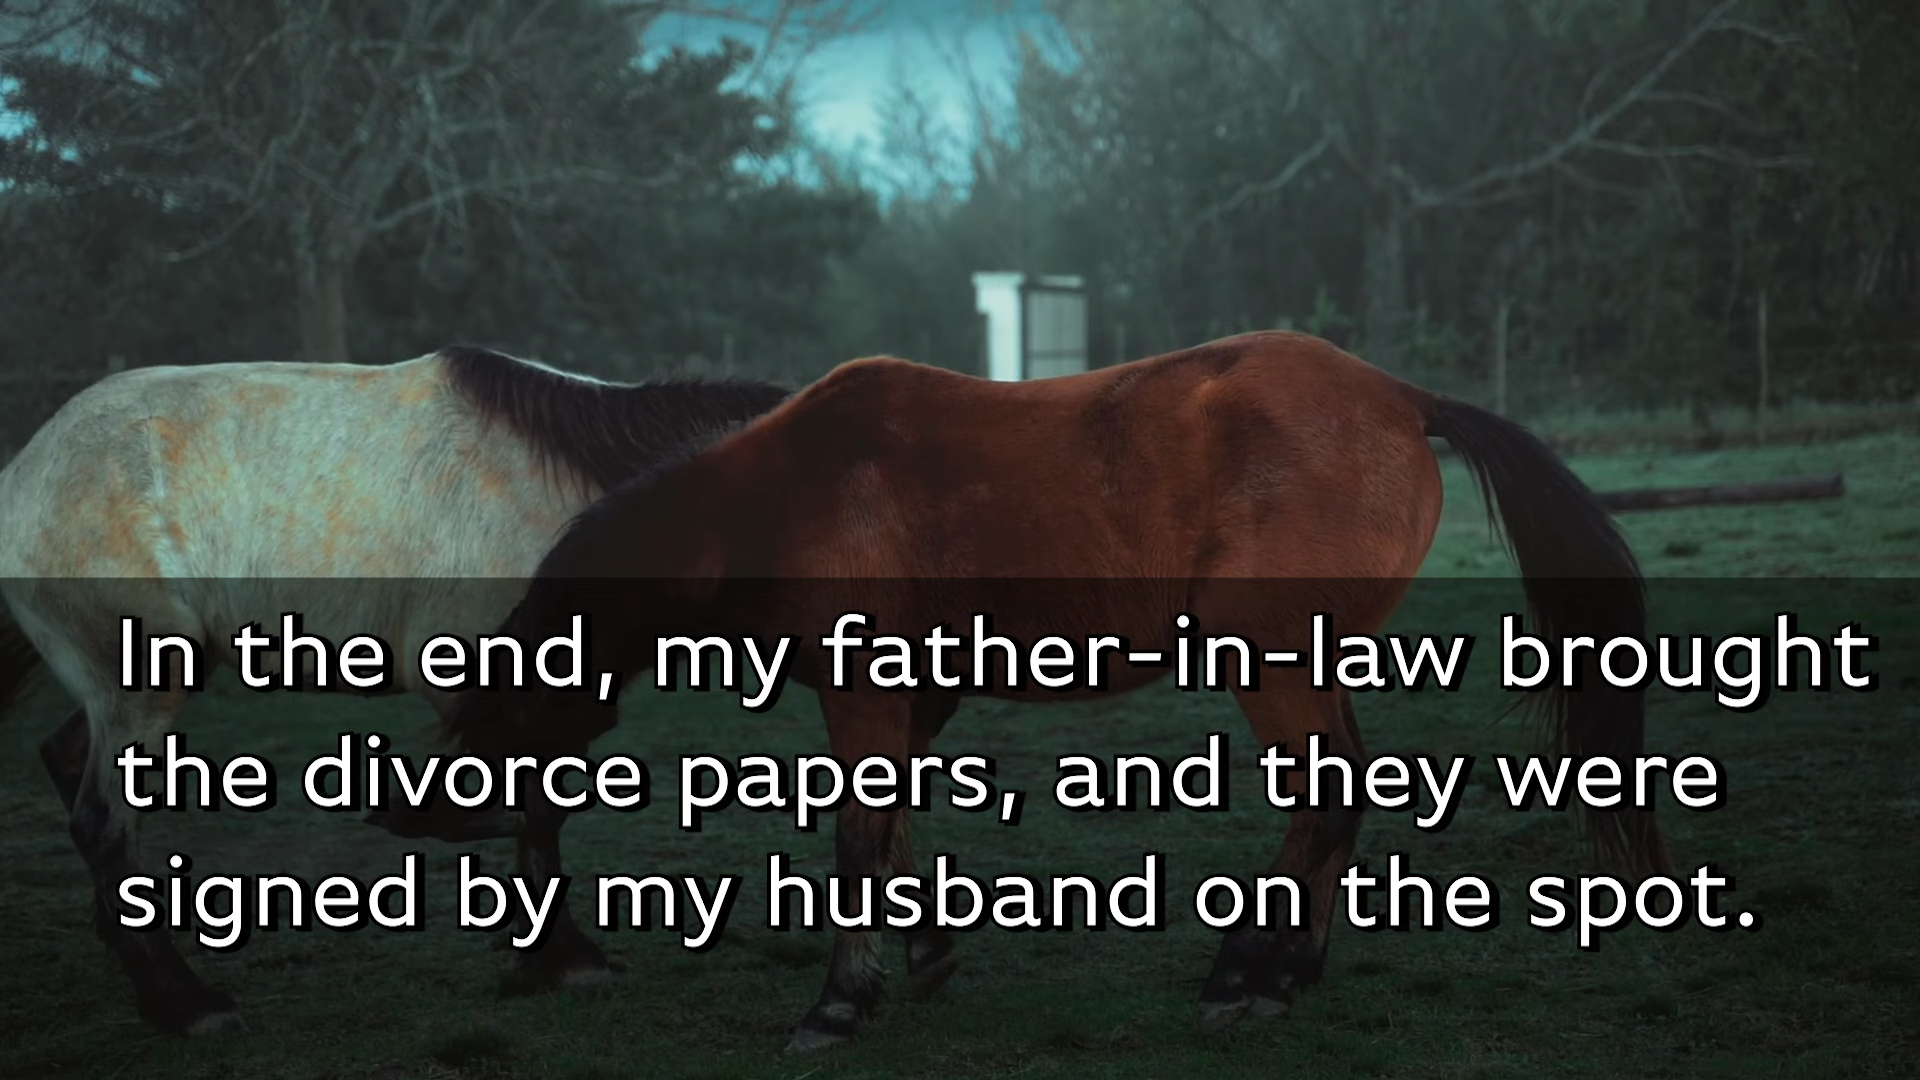 In the end, my father-in-law brought
the divorce papers, and they were
signed by my husband on the spot.